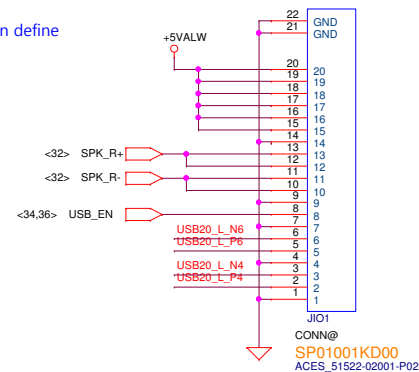 n define
+5VALW
22 GND
21 GND
20 20
19 19
18 18
17 17
16 16
15 15
14 14
<32> SPK_R+ 13 13
12 12
<32> SPK_R- 11 11
10 10
9 9
<34,36> USB_EN 8 8
7 7
USB20_L_N6 6 6
USB20_L_P6 5 5
4 4
USB20_L_N4 3 3
USB20_L_P4 2 2
1 1
JIO1
CONN@
SP01001KD00
ACES_51522-02001-P02